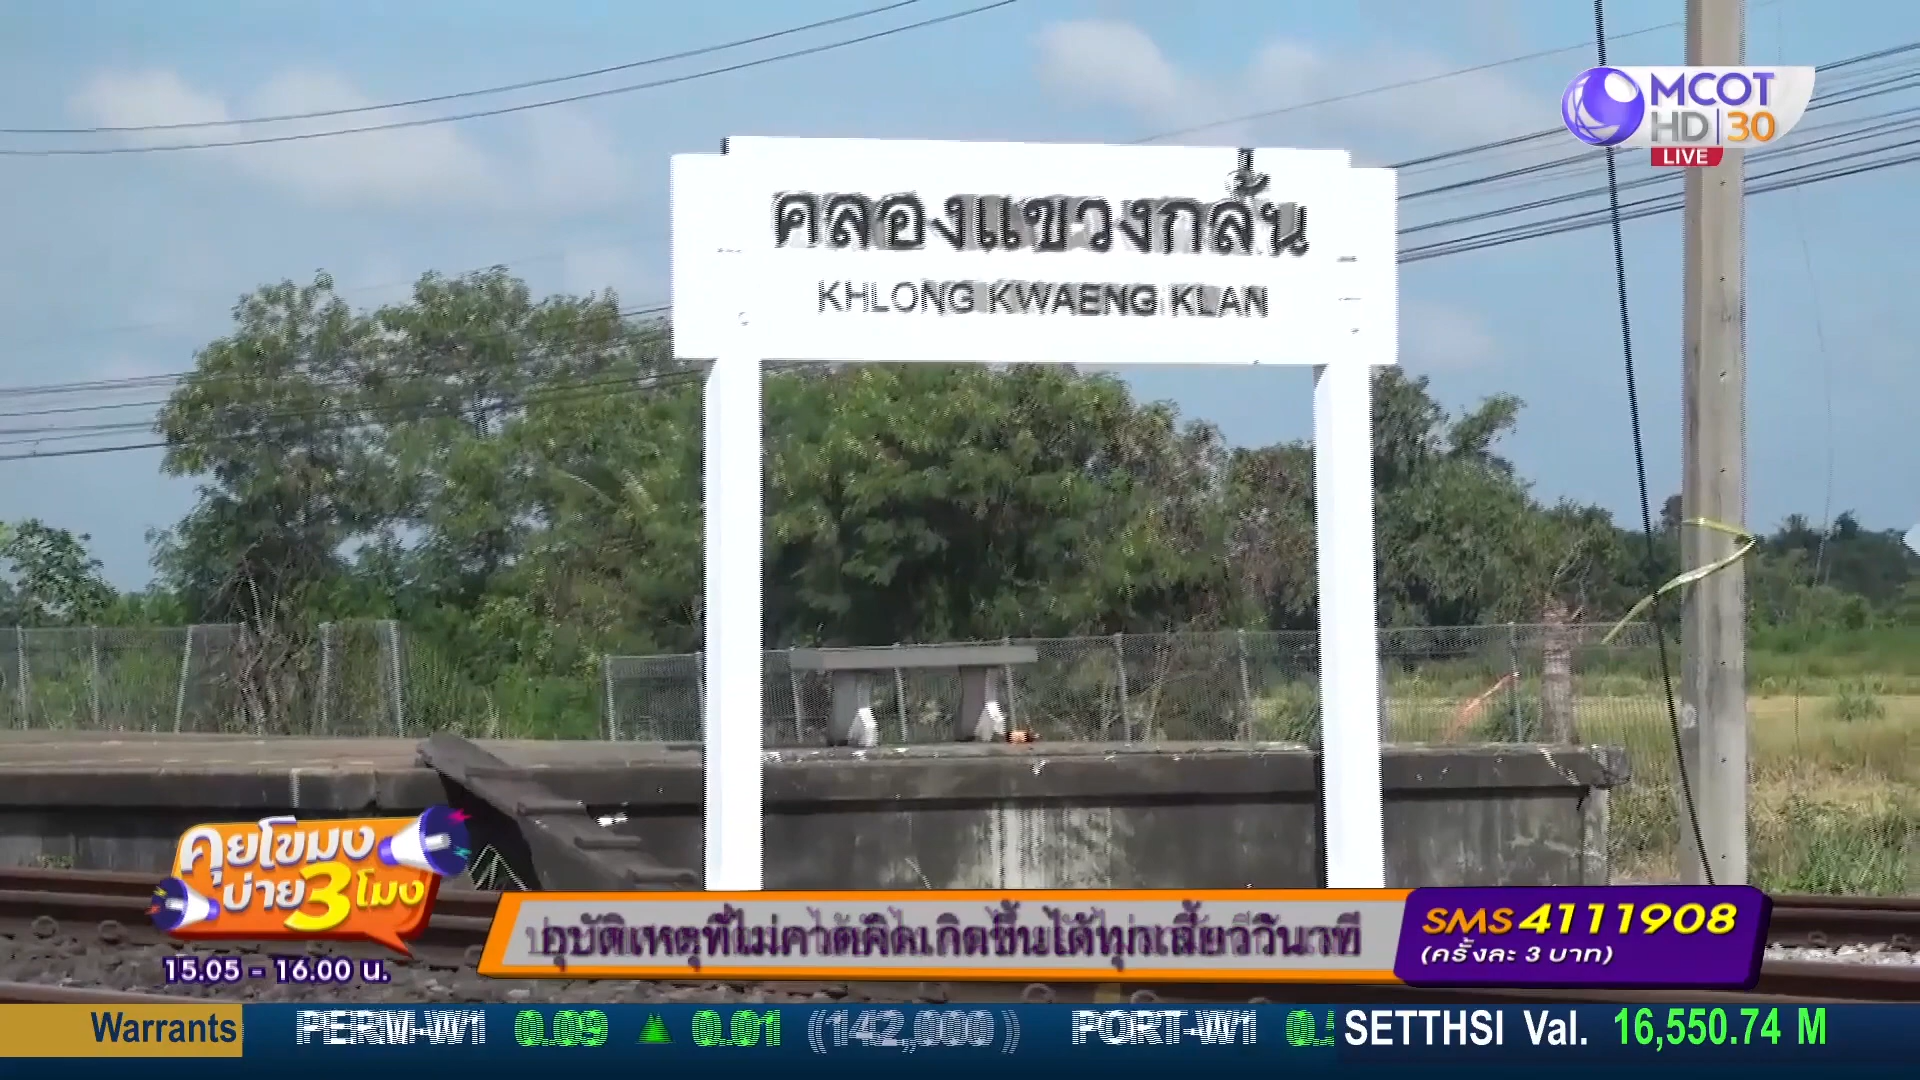 MCOT
HD 30
LIVE
คลองแขวงกลั่น
KHLONG KWAENG KLAN
คุยโขมง
บ่าย 3 โมง
15.05 - 16.00 น.
อุบัติเหตุที่ไม่คาดคิดเกิดขึ้นได้ทุกเสี้ยววินาที
SMS 4111908
(ครั้งละ 3 บาท)
Warrants PERM-W1 0.09 ▲ 0.01 (142,000) PORT-W1 SETTHSI Val. 16,550.74 M